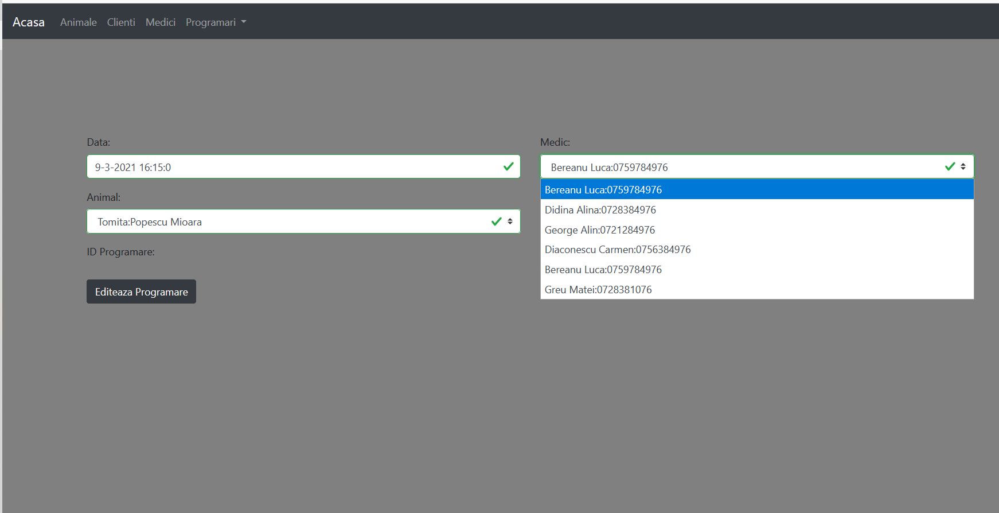 Acasa Animale Clienti Medici Programari
Data:
9-3-2021 16:15:0
Animal:
Tomita:Popescu Mioara
ID Programare:
Editeaza Programare
Medic:
Bereanu Luca:0759784976
Bereanu Luca:0759784976
Didina Alina:0728384976
George Alin:0721284976
Diaconescu Carmen:0756384976
Bereanu Luca:0759784976
Greu Matei:0728381076